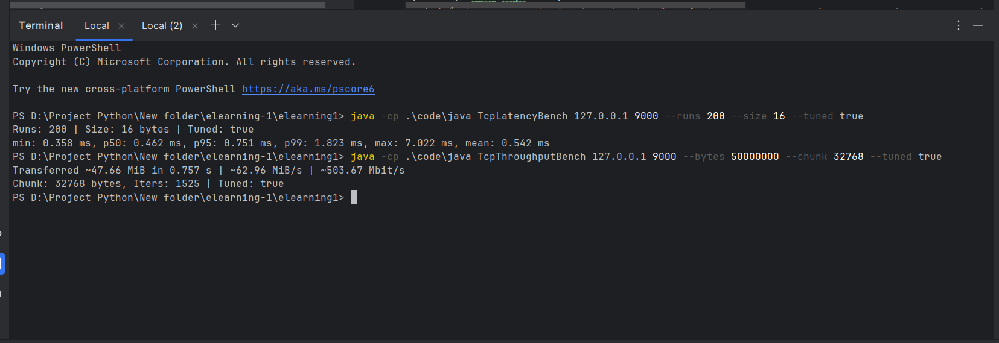 Terminal Local Local (2)
Windows PowerShell
Copyright (C) Microsoft Corporation. All rights reserved.
Try the new cross-platform PowerShell https://aka.ms/pscore6
PS D:\Project Python\New folder\elearning-1\elearning1> java -cp .\code\java TcpLatencyBench 127.0.0.1 9000 --runs 200 --size 16 --tuned true
Runs: 200 | Size: 16 bytes | Tuned: true
min: 0.358 ms, p50: 0.462 ms, p95: 0.751 ms, p99: 1.823 ms, max: 7.022 ms, mean: 0.542 ms
PS D:\Project Python\New folder\elearning-1\elearning1> java -cp .\code\java TcpThroughputBench 127.0.0.1 9000 --bytes 50000000 --chunk 32768 --tuned true
Transferred ~47.66 MiB in 0.757 s | ~62.96 MiB/s | ~503.67 Mbit/s
Chunk: 32768 bytes, Iters: 1525 | Tuned: true
PS D:\Project Python\New folder\elearning-1\elearning1>